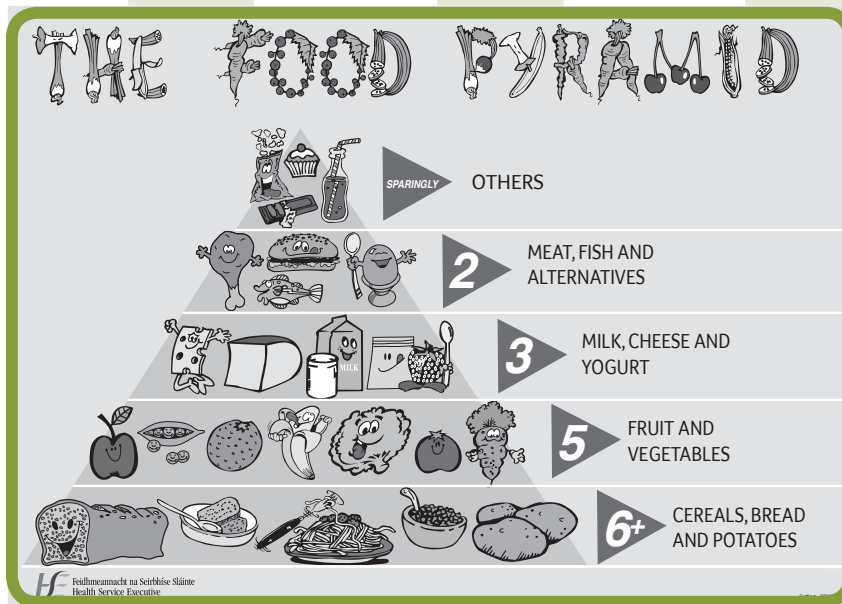 THE FOOD PYRAMID
SPARINGLY
OTHERS
2
MEAT, FISH AND
ALTERNATIVES
3
MILK, CHEESE AND
YOGURT
MILK
5
FRUIT AND
VEGETABLES
6+
CEREALS, BREAD
AND POTATOES
Feidhmeannacht na Seirbhíse Sláinte
Health Service Executive